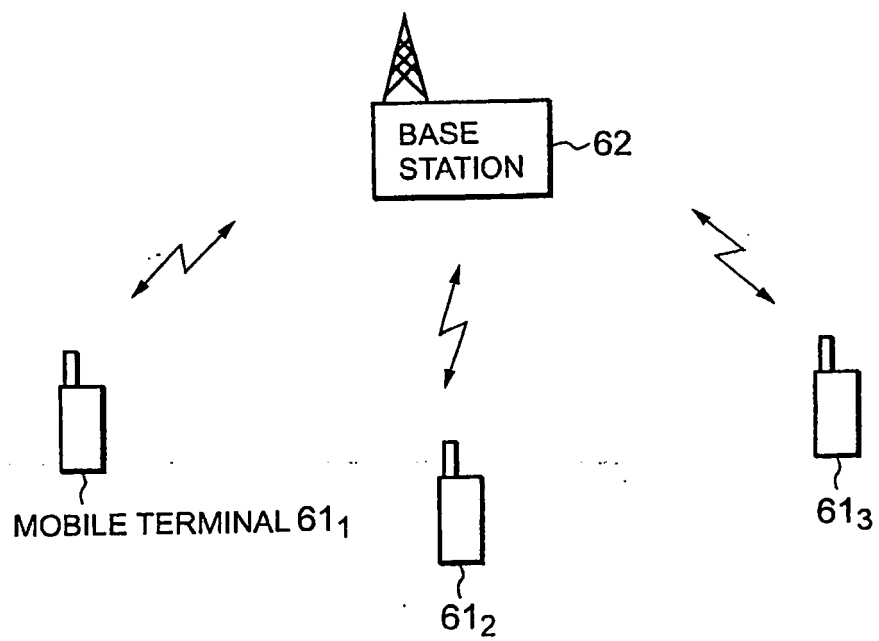 BASE
STATION
62
MOBILE TERMINAL 61₁
61₂
61₃